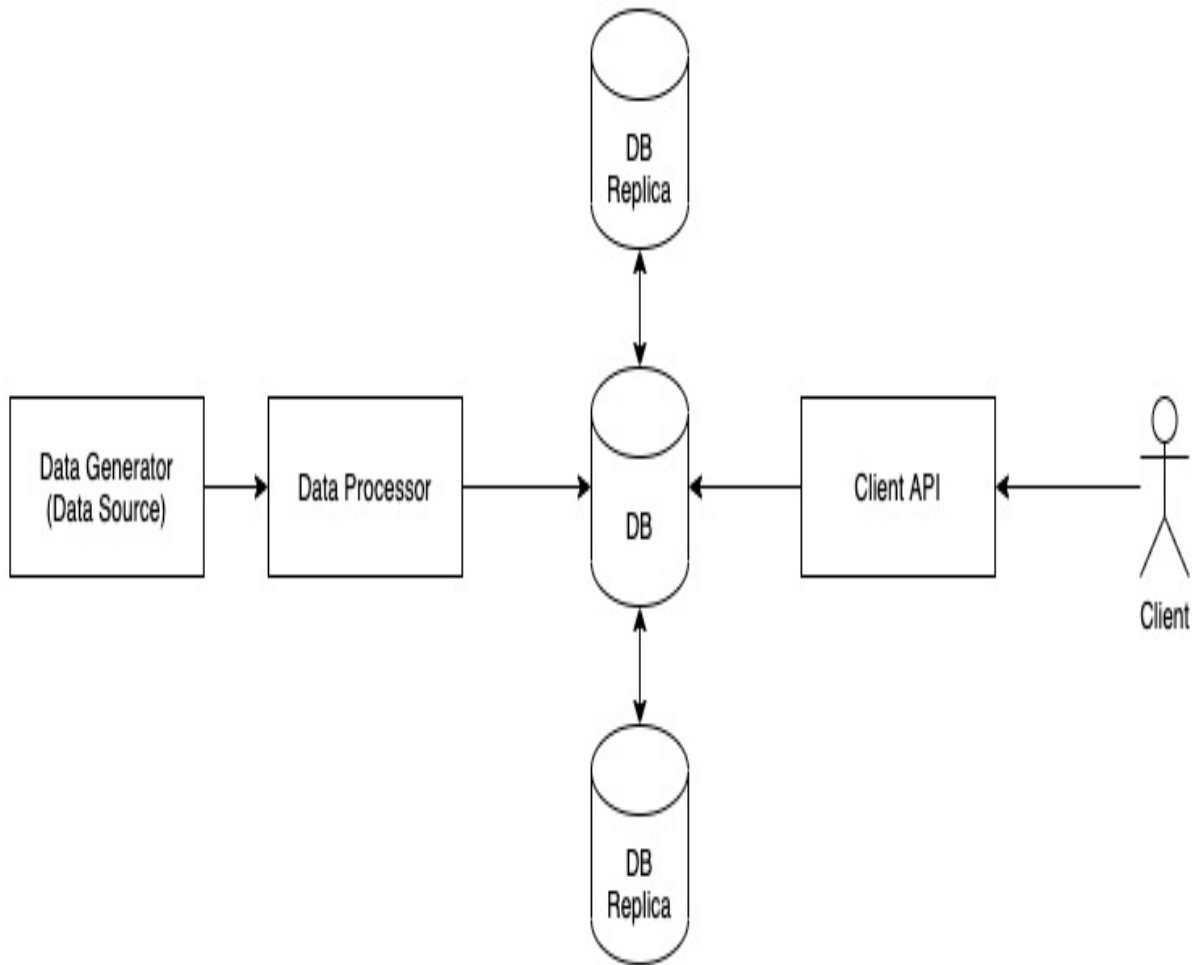 DB
Replica
Data Generator
(Data Source)
Data Processor
DB
Client API
Client
DB
Replica